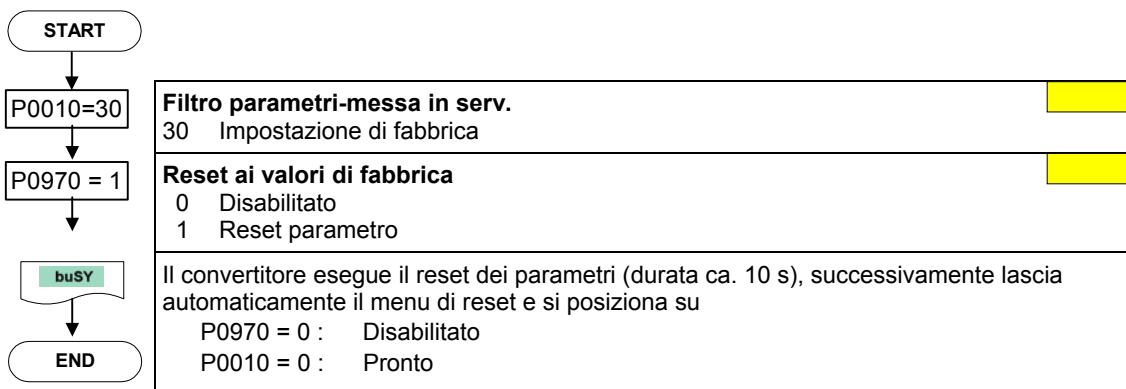 START
P0010=30
Filtro parametri-messa in serv.
30 Impostazione di fabbrica
P0970 = 1
Reset ai valori di fabbrica
0 Disabilitato
1 Reset parametro
buSY
Il convertitore esegue il reset dei parametri (durata ca. 10 s), successivamente lascia
automaticamente il menu di reset e si posiziona su
P0970 = 0 : Disabilitato
P0010 = 0 : Pronto
END